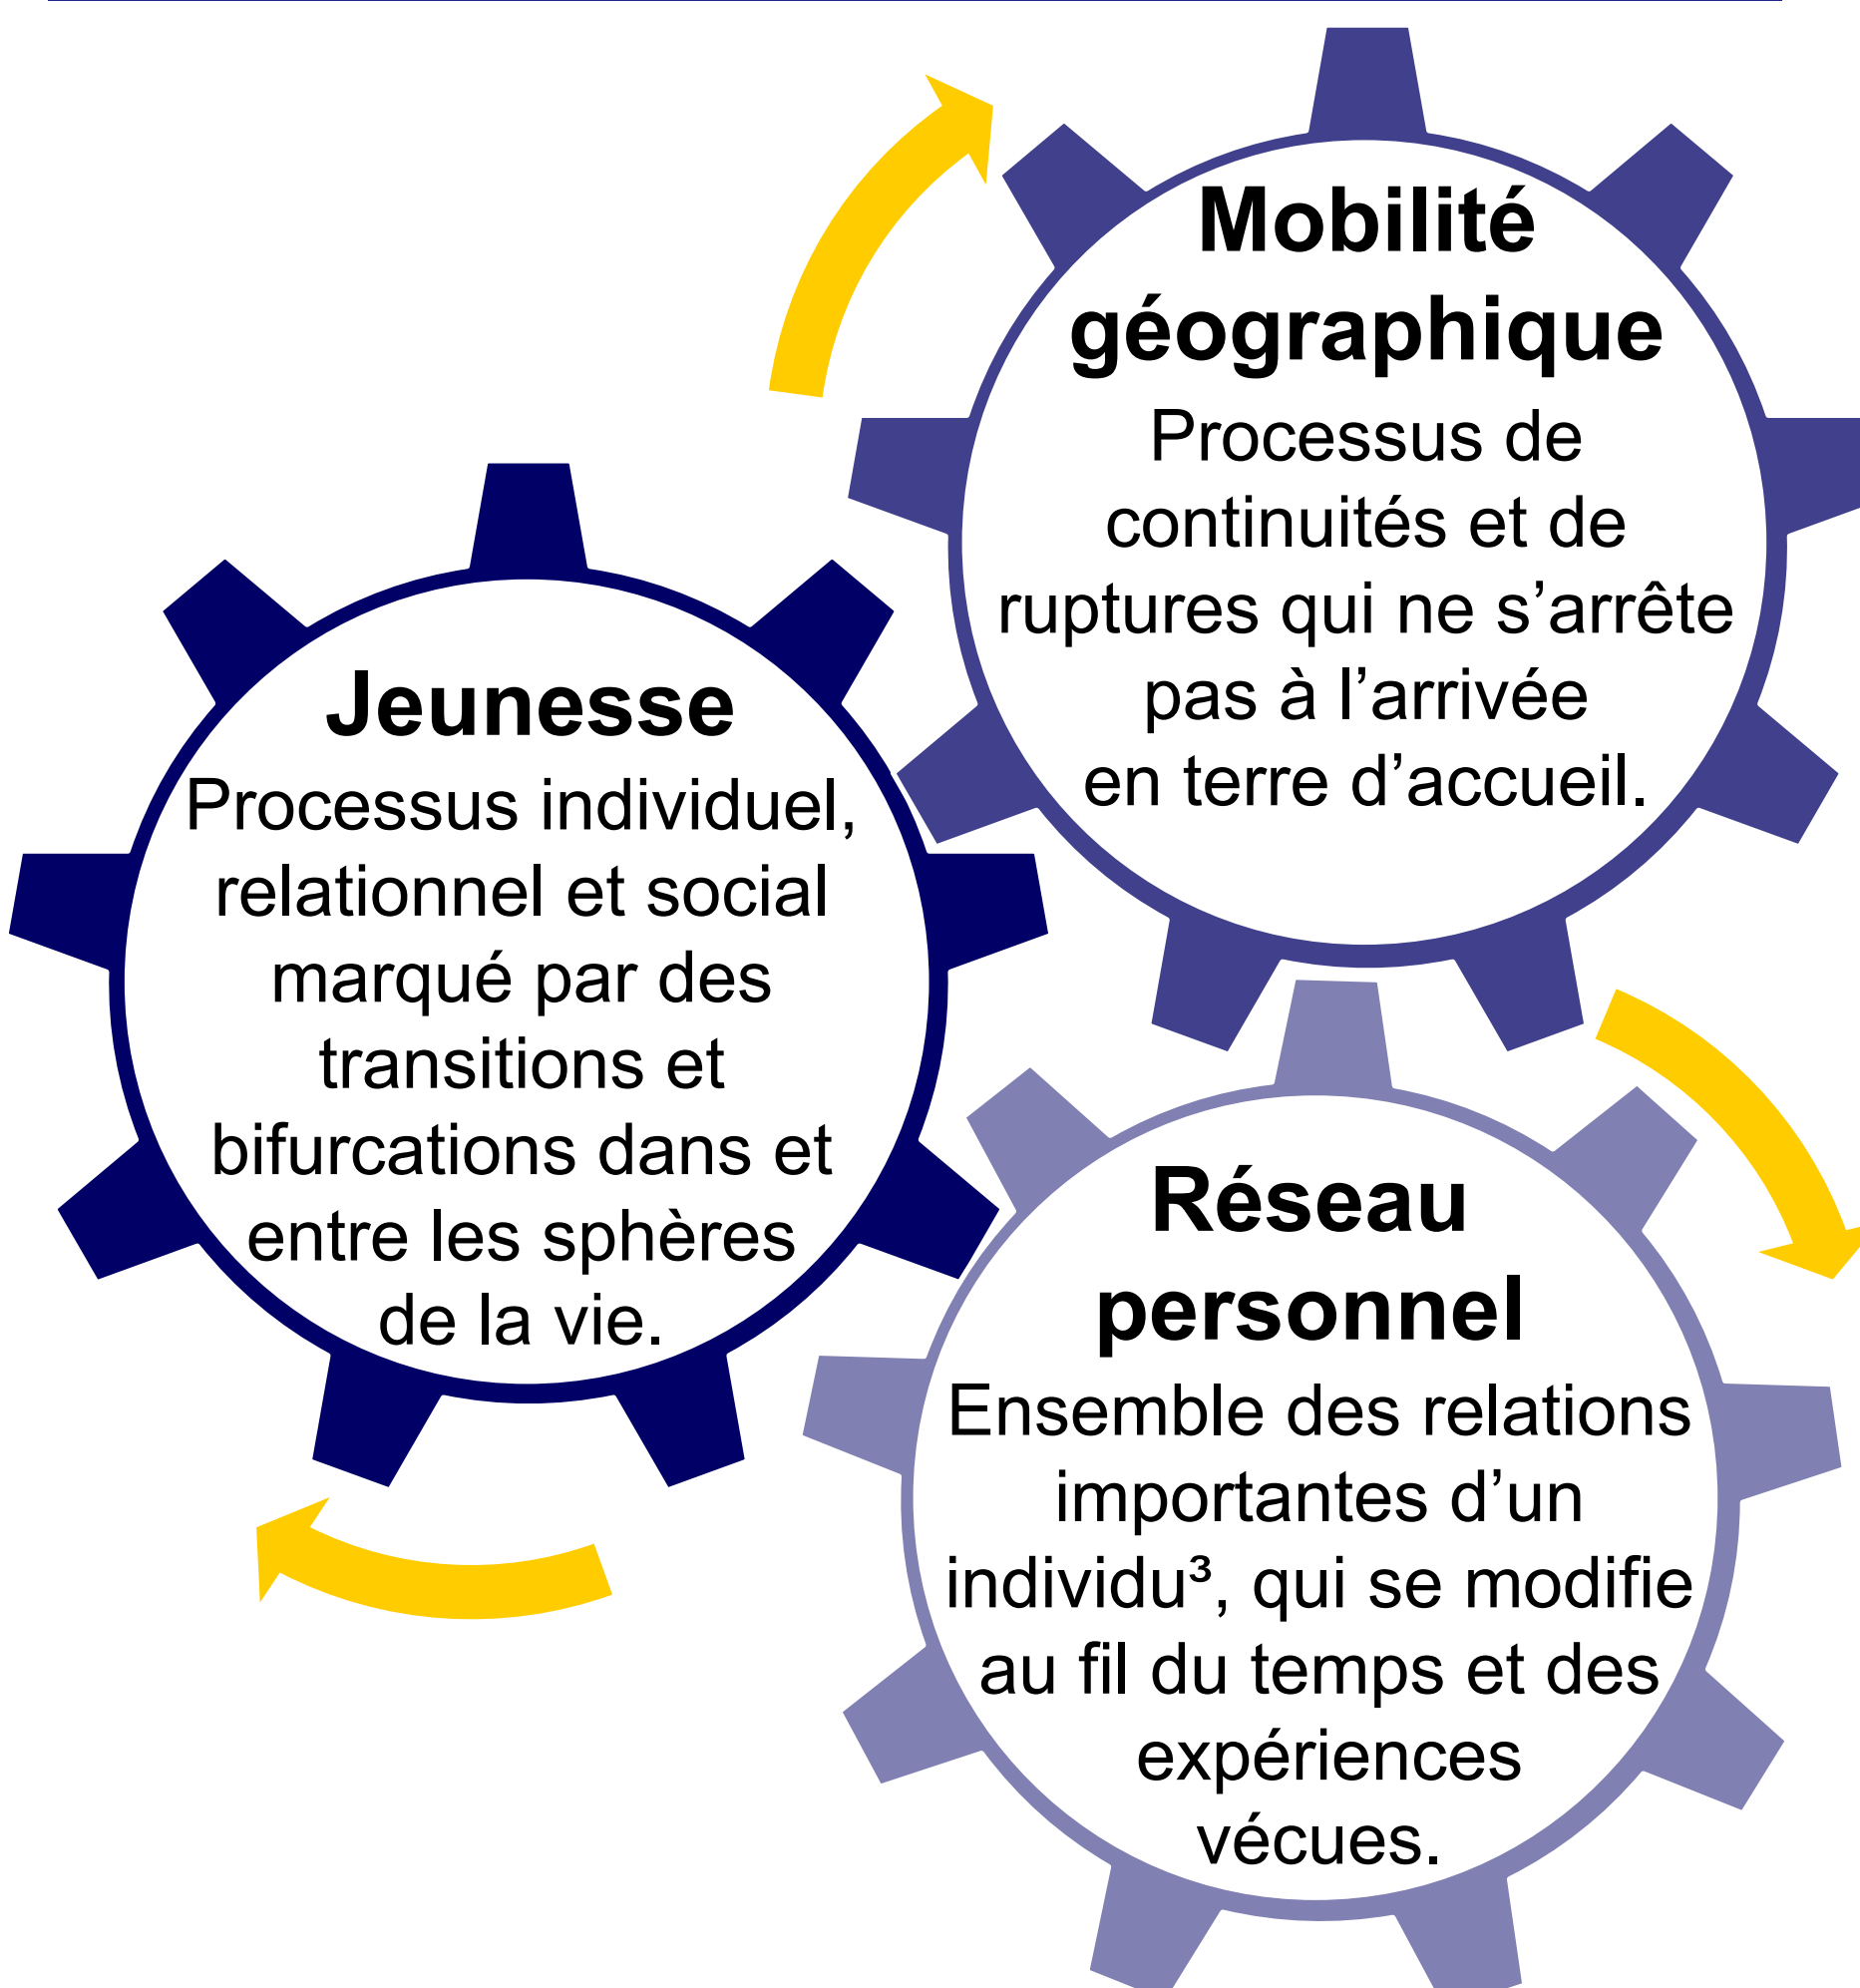 Mobilité
géographique
Processus de
continuités et de
ruptures qui ne s’arrête
pas à l’arrivée
en terre d’accueil.
Jeunesse
Processus individuel,
relationnel et social
marqué par des
transitions et
bifurcations dans et
entre les sphères
de la vie.
Réseau
personnel
Ensemble des relations
importantes d’un
individu³, qui se modifie
au fil du temps et des
expériences
vécues.